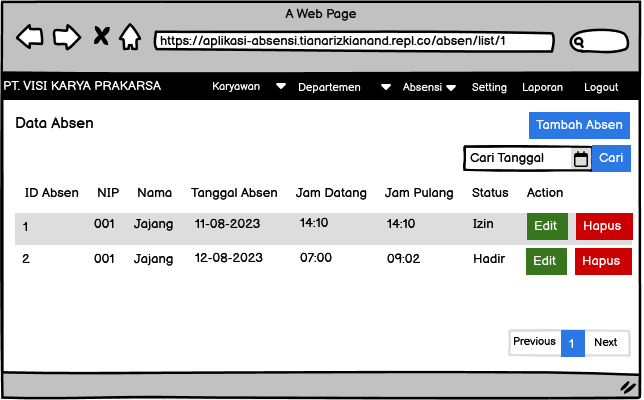 A Web Page
https://aplikasi-absensi.tianarizkianand.repl.co/absen/list/1
PT. VISI KARYA PRAKARSA Karyawan Departemen Absensi Setting Laporan Logout
Data Absen
Tambah Absen
Cari Tanggal Cari
ID Absen NIP Nama Tanggal Absen Jam Datang Jam Pulang Status Action
1 001 Jajang 11-08-2023 14:10 14:10 Izin Edit Hapus
2 001 Jajang 12-08-2023 07:00 09:02 Hadir Edit Hapus
Previous 1 Next